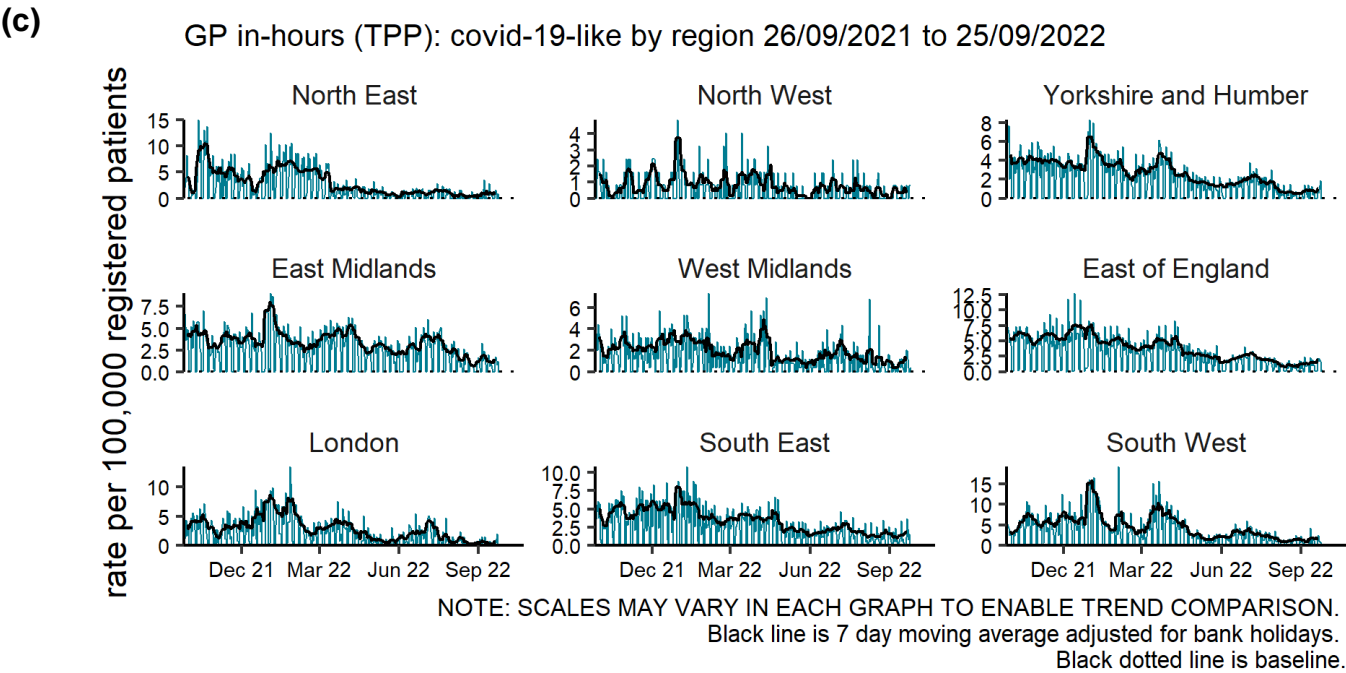 (c)
GP in-hours (TPP): covid-19-like by region 26/09/2021 to 25/09/2022
rate per 100,000 registered patients
North East
15
10
5
0
North West
4
3
2
1
0
Yorkshire and Humber
8
6
4
2
0
East Midlands
7.5
5.0
2.5
0.0
West Midlands
6
4
2
0
East of England
12.5
10.0
7.5
5.0
2.5
0.0
London
10
5
0
Dec 21 Mar 22 Jun 22 Sep 22
South East
10.0
7.5
5.0
2.5
0.0
Dec 21 Mar 22 Jun 22 Sep 22
South West
15
10
5
0
Dec 21 Mar 22 Jun 22 Sep 22
NOTE: SCALES MAY VARY IN EACH GRAPH TO ENABLE TREND COMPARISON.
Black line is 7 day moving average adjusted for bank holidays.
Black dotted line is baseline.